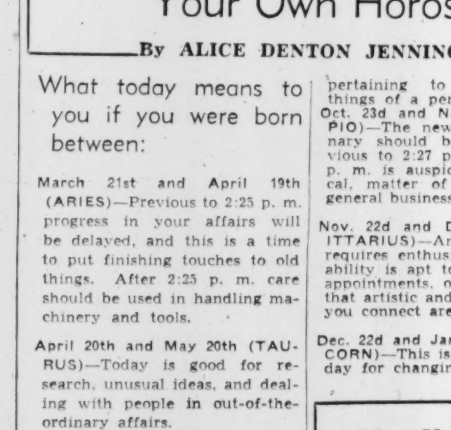 Your Own Horos
By ALICE DENTON JENNIN
What today means to
you if you were born
between:
March 21st and April 19th
(ARIES)—Previous to 2:25 p. m.
progress in your affairs will
be delayed, and this is a time
to put finishing touches to old
things. After 2:25 p. m. care
should be used in handling ma-
chinery and tools.
April 20th and May 20th (TAU-
RUS)—Today is good for re-
search, unusual ideas, and deal-
ing with people in out-of-the-
ordinary affairs.
pertaining to
things of a per
Oct. 23d and N
PIO)—The new
nary should b
vious to 2:27 p
p. m. is auspic
cal, matter of
general business
Nov. 22d and D
ITTARIUS)—Ar
requires enthus
ability is apt to
appointments, o
that artistic and
you connect are
Dec. 22d and Ja
CORN)—This is
day for changin